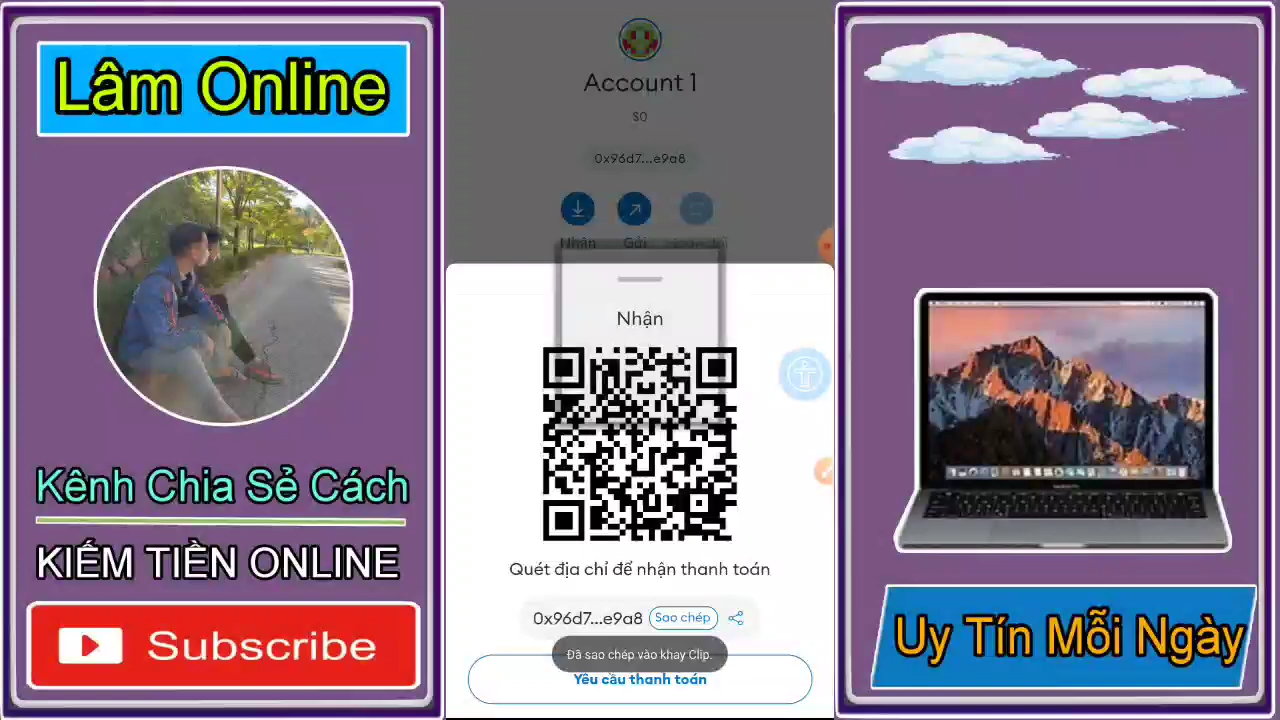 Lâm Online
Kênh Chia Sẻ Cách
KIẾM TIỀN ONLINE
Subscribe
Account 1
$0
0x96d7...e9a8
Nhận
Gửi
Nhận
Quét địa chỉ để nhận thanh toán
0x96d7...e9a8
Sao chép
Đã sao chép vào khay Clip.
Yêu cầu thanh toán
Uy Tín Mỗi Ngày